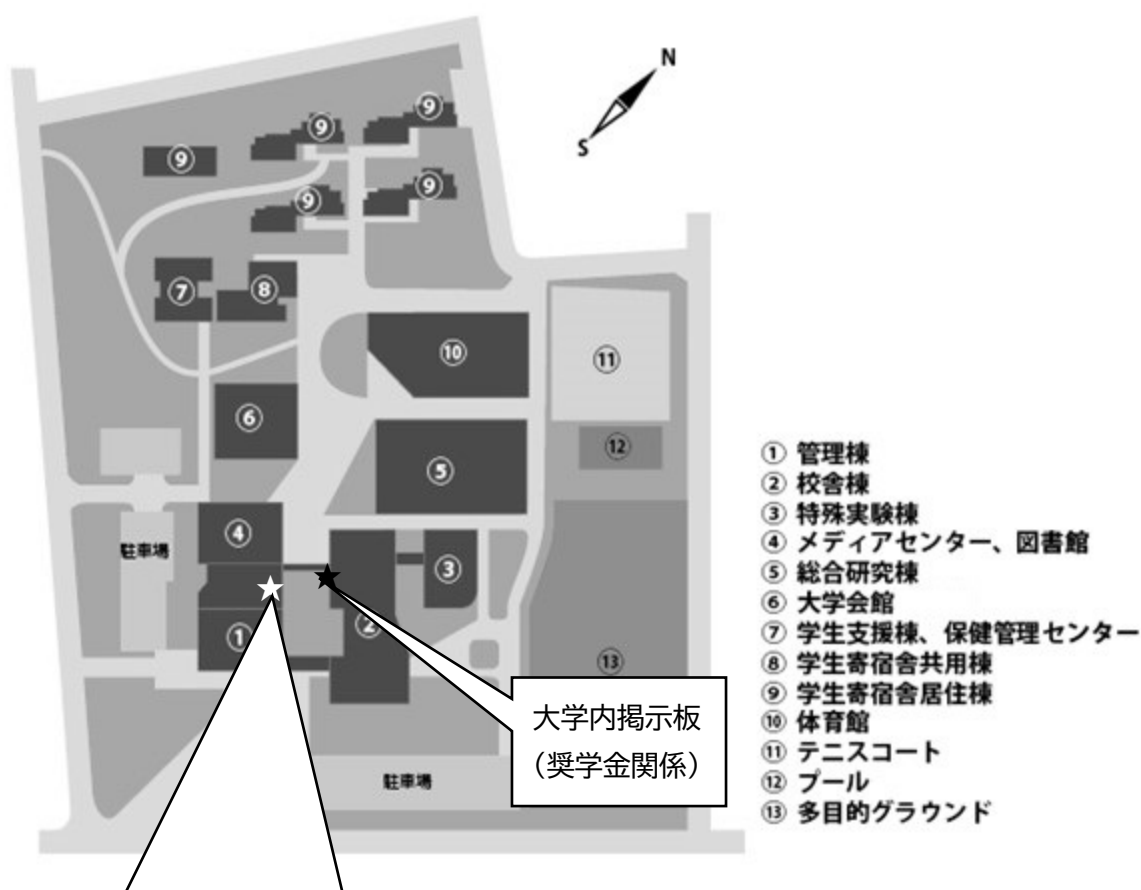 N
S
⑨
⑨
⑨
⑨
⑨
⑦
⑧
⑩
⑪
⑥
⑫
⑤
④
駐車場
③
①
②
⑬
大学内掲示板
（奨学金関係）
駐車場
① 管理棟
② 校舎棟
③ 特殊実験棟
④ メディアセンター、図書館
⑤ 総合研究棟
⑥ 大学会館
⑦ 学生支援棟、保健管理センター
⑧ 学生寄宿舎共用棟
⑨ 学生寄宿舎居住棟
⑩ 体育館
⑪ テニスコート
⑫ プール
⑬ 多目的グラウンド